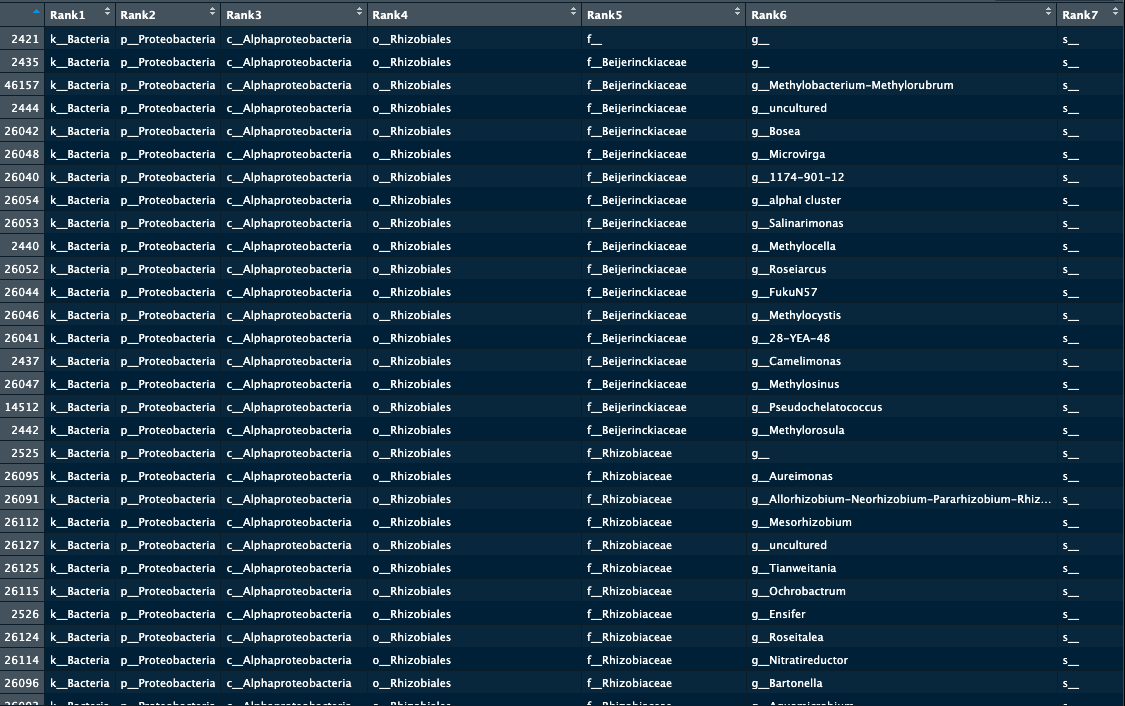 Rank1 Rank2 Rank3 Rank4 Rank5 Rank6 Rank7
2421 k__Bacteria p__Proteobacteria c__Alphaproteobacteria o__Rhizobiales f__ g__ s__
2435 k__Bacteria p__Proteobacteria c__Alphaproteobacteria o__Rhizobiales f__Beijerinckiaceae g__ s__
46157 k__Bacteria p__Proteobacteria c__Alphaproteobacteria o__Rhizobiales f__Beijerinckiaceae g__Methylobacterium-Methylorubrum s__
2444 k__Bacteria p__Proteobacteria c__Alphaproteobacteria o__Rhizobiales f__Beijerinckiaceae g__uncultured s__
26042 k__Bacteria p__Proteobacteria c__Alphaproteobacteria o__Rhizobiales f__Beijerinckiaceae g__Bosea s__
26048 k__Bacteria p__Proteobacteria c__Alphaproteobacteria o__Rhizobiales f__Beijerinckiaceae g__Microvirga s__
26040 k__Bacteria p__Proteobacteria c__Alphaproteobacteria o__Rhizobiales f__Beijerinckiaceae g__1174-901-12 s__
26054 k__Bacteria p__Proteobacteria c__Alphaproteobacteria o__Rhizobiales f__Beijerinckiaceae g__alphaI cluster s__
26053 k__Bacteria p__Proteobacteria c__Alphaproteobacteria o__Rhizobiales f__Beijerinckiaceae g__Salinarimonas s__
2440 k__Bacteria p__Proteobacteria c__Alphaproteobacteria o__Rhizobiales f__Beijerinckiaceae g__Methylocella s__
26052 k__Bacteria p__Proteobacteria c__Alphaproteobacteria o__Rhizobiales f__Beijerinckiaceae g__Roseiarcus s__
26044 k__Bacteria p__Proteobacteria c__Alphaproteobacteria o__Rhizobiales f__Beijerinckiaceae g__FukuN57 s__
26046 k__Bacteria p__Proteobacteria c__Alphaproteobacteria o__Rhizobiales f__Beijerinckiaceae g__Methylocystis s__
26041 k__Bacteria p__Proteobacteria c__Alphaproteobacteria o__Rhizobiales f__Beijerinckiaceae g__28-YEA-48 s__
2437 k__Bacteria p__Proteobacteria c__Alphaproteobacteria o__Rhizobiales f__Beijerinckiaceae g__Camelimonas s__
26047 k__Bacteria p__Proteobacteria c__Alphaproteobacteria o__Rhizobiales f__Beijerinckiaceae g__Methylosinus s__
14512 k__Bacteria p__Proteobacteria c__Alphaproteobacteria o__Rhizobiales f__Beijerinckiaceae g__Pseudochelatococcus s__
2442 k__Bacteria p__Proteobacteria c__Alphaproteobacteria o__Rhizobiales f__Beijerinckiaceae g__Methylorosula s__
2525 k__Bacteria p__Proteobacteria c__Alphaproteobacteria o__Rhizobiales f__Rhizobiaceae g__ s__
26095 k__Bacteria p__Proteobacteria c__Alphaproteobacteria o__Rhizobiales f__Rhizobiaceae g__Aureimonas s__
26091 k__Bacteria p__Proteobacteria c__Alphaproteobacteria o__Rhizobiales f__Rhizobiaceae g__Allorhizobium-Neorhizobium-Pararhizobium-Rhiz... s__
26112 k__Bacteria p__Proteobacteria c__Alphaproteobacteria o__Rhizobiales f__Rhizobiaceae g__Mesorhizobium s__
26127 k__Bacteria p__Proteobacteria c__Alphaproteobacteria o__Rhizobiales f__Rhizobiaceae g__uncultured s__
26125 k__Bacteria p__Proteobacteria c__Alphaproteobacteria o__Rhizobiales f__Rhizobiaceae g__Tianweitania s__
26115 k__Bacteria p__Proteobacteria c__Alphaproteobacteria o__Rhizobiales f__Rhizobiaceae g__Ochrobactrum s__
2526 k__Bacteria p__Proteobacteria c__Alphaproteobacteria o__Rhizobiales f__Rhizobiaceae g__Ensifer s__
26124 k__Bacteria p__Proteobacteria c__Alphaproteobacteria o__Rhizobiales f__Rhizobiaceae g__Roseitalea s__
26114 k__Bacteria p__Proteobacteria c__Alphaproteobacteria o__Rhizobiales f__Rhizobiaceae g__Nitratireductor s__
26096 k__Bacteria p__Proteobacteria c__Alphaproteobacteria o__Rhizobiales f__Rhizobiaceae g__Bartonella s__